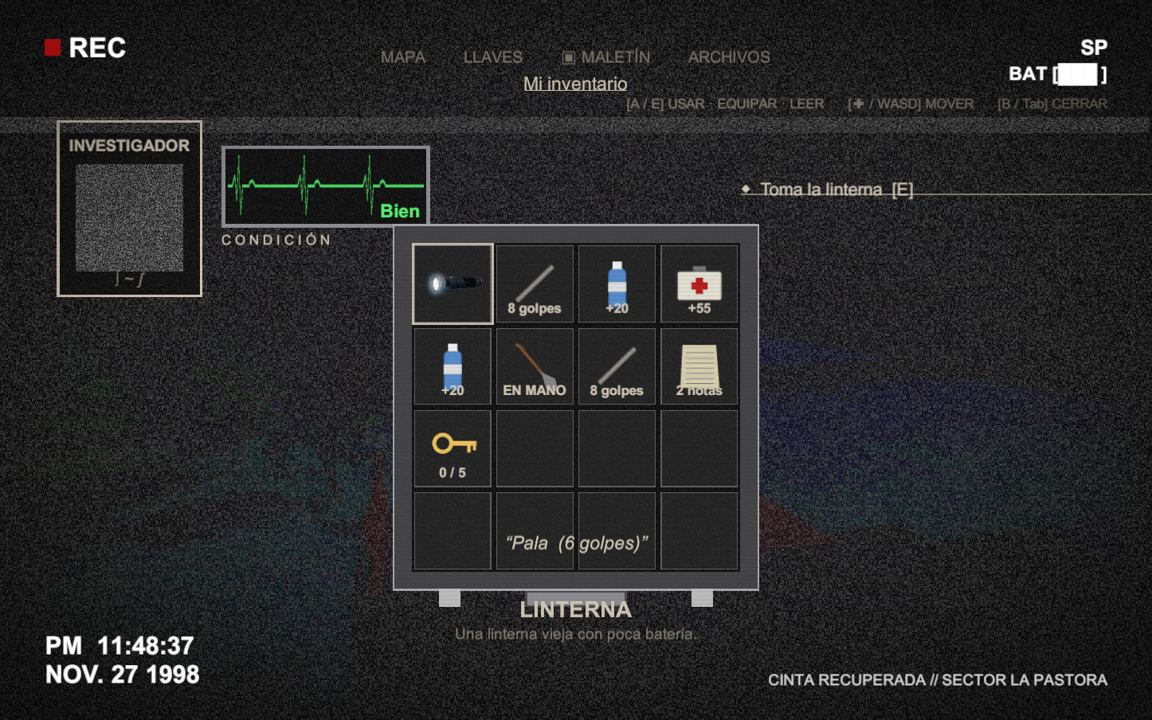 REC
MAPA LLAVES MALETÍN ARCHIVOS
Mi inventario
SP
BAT [███ ]
[A / E] USAR · EQUIPAR · LEER [✚ / WASD] MOVER [B / Tab] CERRAR
INVESTIGADOR
Bien
CONDICIÓN
Toma la linterna [E]
8 golpes
+20
+55
+20
EN MANO
8 golpes
2 notas
0 / 5
“Pala (6 golpes)”
LINTERNA
Una linterna vieja con poca batería.
PM 11:48:37
NOV. 27 1998
CINTA RECUPERADA // SECTOR LA PASTORA